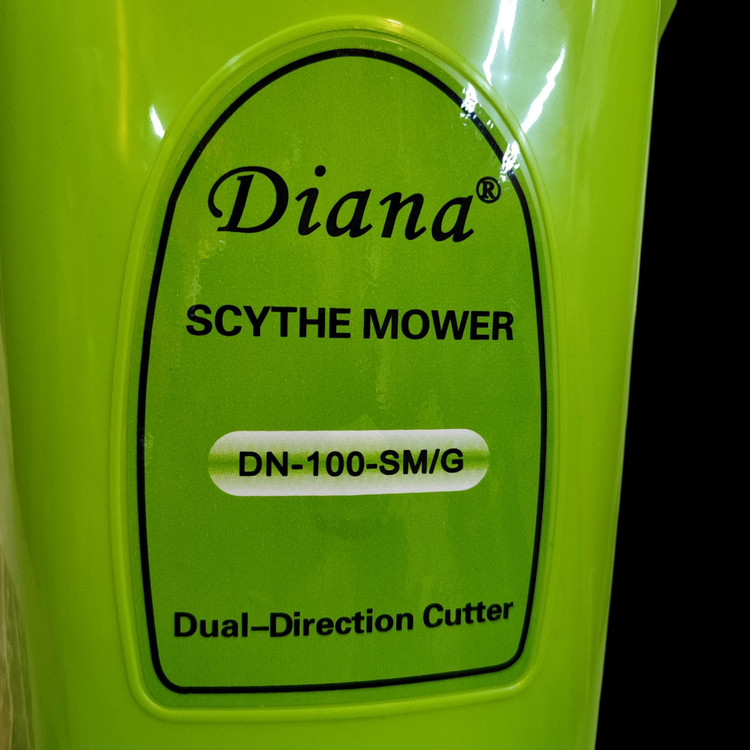 Diana®
SCYTHE MOWER
DN-100-SM/G
Dual-Direction Cutter